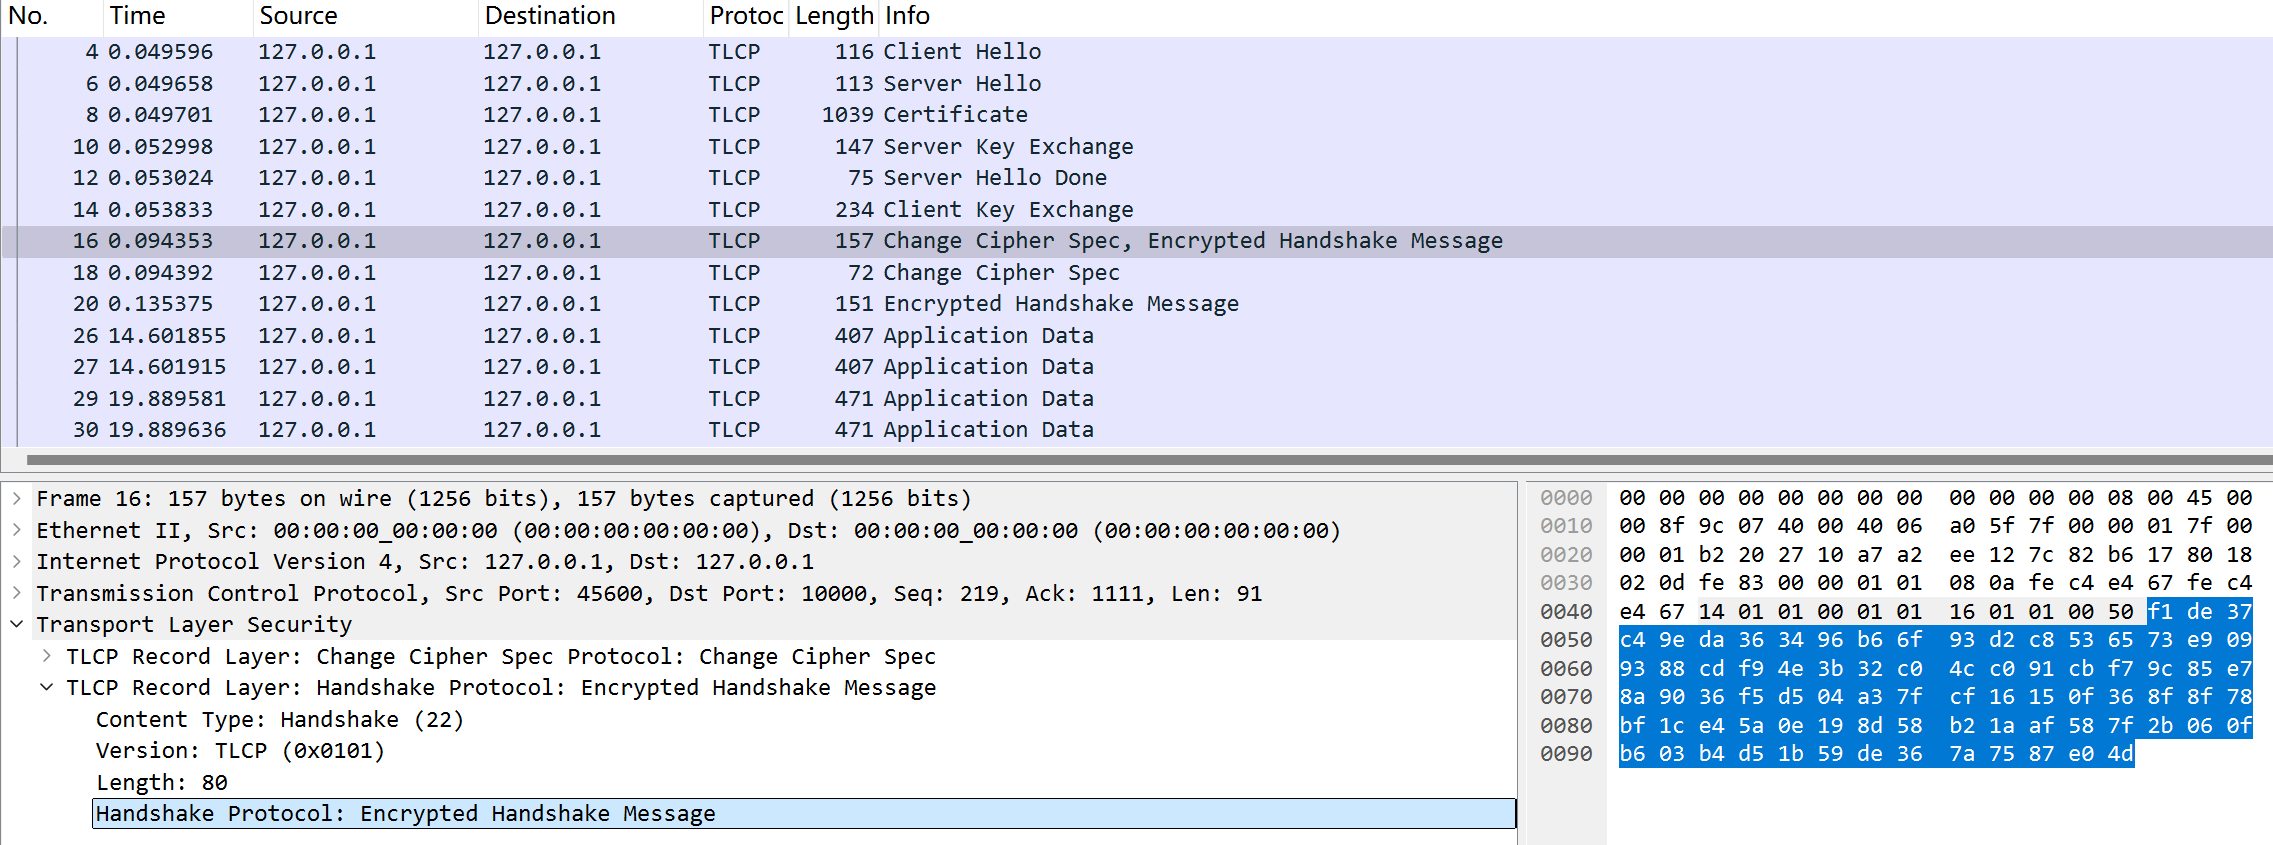 No. Time Source Destination Protoc Length Info
4 0.049596 127.0.0.1 127.0.0.1 TLCP 116 Client Hello
6 0.049658 127.0.0.1 127.0.0.1 TLCP 113 Server Hello
8 0.049701 127.0.0.1 127.0.0.1 TLCP 1039 Certificate
10 0.052998 127.0.0.1 127.0.0.1 TLCP 147 Server Key Exchange
12 0.053024 127.0.0.1 127.0.0.1 TLCP 75 Server Hello Done
14 0.053833 127.0.0.1 127.0.0.1 TLCP 234 Client Key Exchange
16 0.094353 127.0.0.1 127.0.0.1 TLCP 157 Change Cipher Spec, Encrypted Handshake Message
18 0.094392 127.0.0.1 127.0.0.1 TLCP 72 Change Cipher Spec
20 0.135375 127.0.0.1 127.0.0.1 TLCP 151 Encrypted Handshake Message
26 14.601855 127.0.0.1 127.0.0.1 TLCP 407 Application Data
27 14.601915 127.0.0.1 127.0.0.1 TLCP 407 Application Data
29 19.889581 127.0.0.1 127.0.0.1 TLCP 471 Application Data
30 19.889636 127.0.0.1 127.0.0.1 TLCP 471 Application Data
Frame 16: 157 bytes on wire (1256 bits), 157 bytes captured (1256 bits)
Ethernet II, Src: 00:00:00_00:00:00 (00:00:00:00:00:00), Dst: 00:00:00_00:00:00 (00:00:00:00:00:00)
Internet Protocol Version 4, Src: 127.0.0.1, Dst: 127.0.0.1
Transmission Control Protocol, Src Port: 45600, Dst Port: 10000, Seq: 219, Ack: 1111, Len: 91
Transport Layer Security
TLCP Record Layer: Change Cipher Spec Protocol: Change Cipher Spec
TLCP Record Layer: Handshake Protocol: Encrypted Handshake Message
Content Type: Handshake (22)
Version: TLCP (0x0101)
Length: 80
Handshake Protocol: Encrypted Handshake Message
0000 00 00 00 00 00 00 00 00 00 00 00 00 08 00 45 00
0010 00 8f 9c 07 40 00 40 06 a0 5f 7f 00 00 01 7f 00
0020 00 01 b2 20 27 10 a7 a2 ee 12 7c 82 b6 17 80 18
0030 02 0d fe 83 00 00 01 01 08 0a fe c4 e4 67 fe c4
0040 e4 67 14 01 01 00 01 01 16 01 01 00 50 f1 de 37
0050 c4 9e da 36 34 96 b6 6f 93 d2 c8 53 65 73 e9 09
0060 93 88 cd f9 4e 3b 32 c0 4c c0 91 cb f7 9c 85 e7
0070 8a 90 36 f5 d5 04 a3 7f cf 16 15 0f 36 8f 8f 78
0080 bf 1c e4 5a 0e 19 8d 58 b2 1a af 58 7f 2b 06 0f
0090 b6 03 b4 d5 1b 59 de 36 7a 75 87 e0 4d